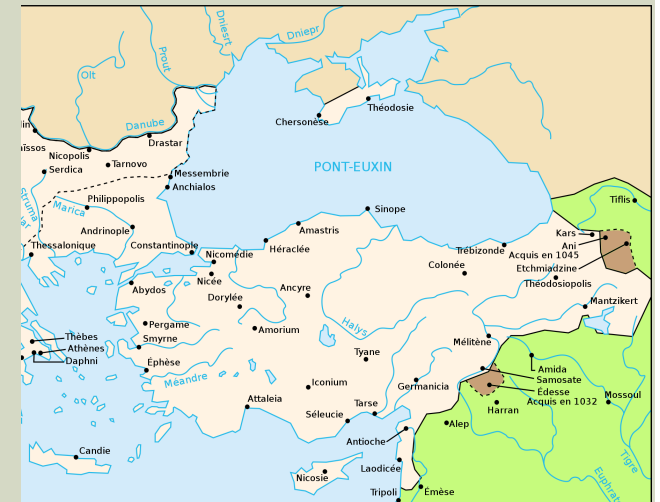 Dniesrt
Dniepr
Prout
Olt
Danube
Drastar
Chersonèse
Théodosie
Nicopolis
Tarnovo
Serdica
Messembrie
Anchialos
PONT-EUXIN
Struma
Marica
Philippopolis
Andrinople
Thessalonique
Constantinople
Nicomédie
Héraclée
Amastris
Sinope
Tiflis
Kars
Ani
Acquis en 1045
Etchmiadzine
Trébizonde
Colonée
Théodosiopolis
Mantzikert
Nicée
Abydos
Dorylée
Ancyre
Pergame
Smyrne
Amorium
Halys
Thèbes
Athènes
Daphni
Éphèse
Méandre
Tyane
Mélitène
Iconium
Germanicia
Attaleia
Séleucie
Tarse
Amida
Samosate
Édesse
Acquis en 1032
Harran
Mossoul
Antioche
Alep
Candie
Nicosie
Laodicée
Tripoli
Émèse
Euphrat
Tigre